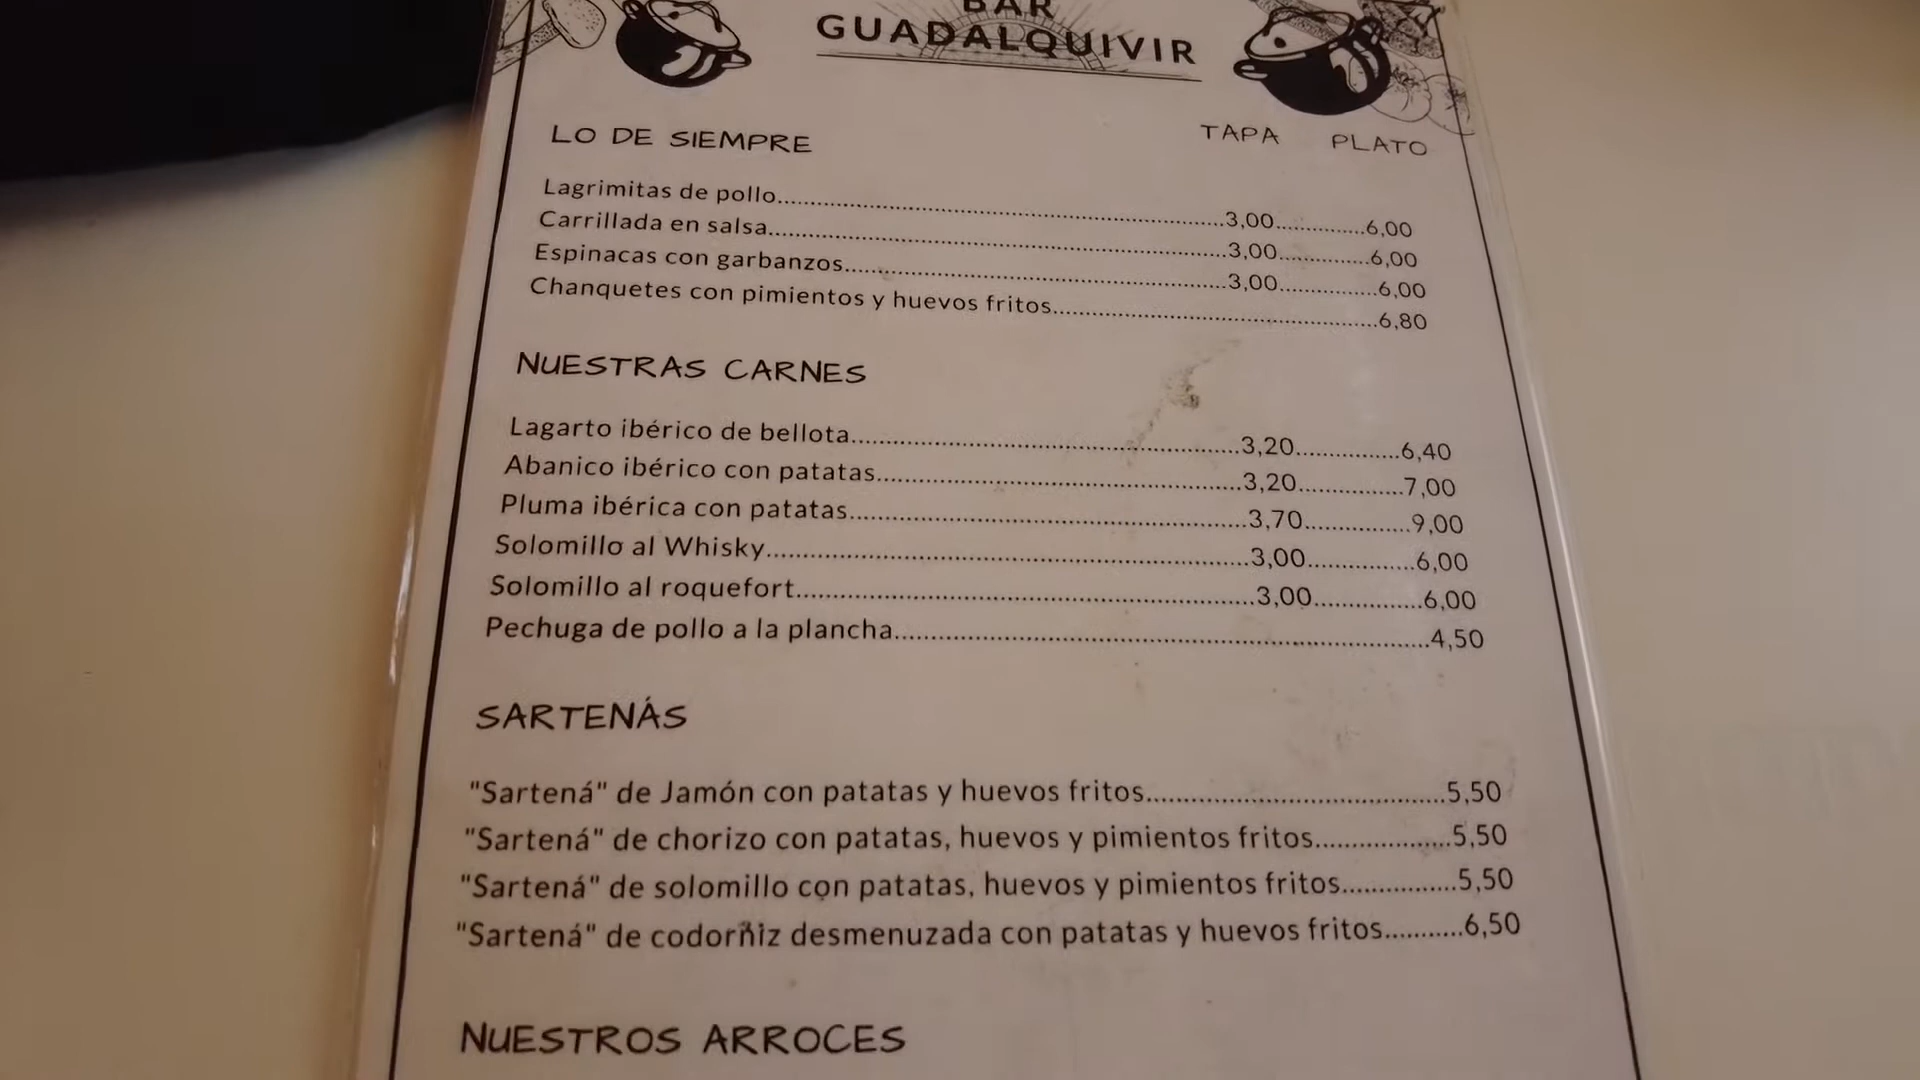 BAR
GUADALQUIVIR
LO DE SIEMPRE TAPA PLATO
Lagrimitas de pollo 3,00 6,00
Carrillada en salsa 3,00 6,00
Espinacas con garbanzos 3,00 6,00
Chanquetes con pimientos y huevos fritos 6,80
NUESTRAS CARNES
Lagarto ibérico de bellota 3,20 6,40
Abanico ibérico con patatas 3,20 7,00
Pluma ibérica con patatas 3,70 9,00
Solomillo al Whisky 3,00 6,00
Solomillo al roquefort 3,00 6,00
Pechuga de pollo a la plancha 4,50
SARTENÁS
"Sartená" de Jamón con patatas y huevos fritos 5,50
"Sartená" de chorizo con patatas, huevos y pimientos fritos 5,50
"Sartená" de solomillo con patatas, huevos y pimientos fritos 5,50
"Sartená" de codorñiz desmenuzada con patatas y huevos fritos 6,50
NUESTROS ARROCES